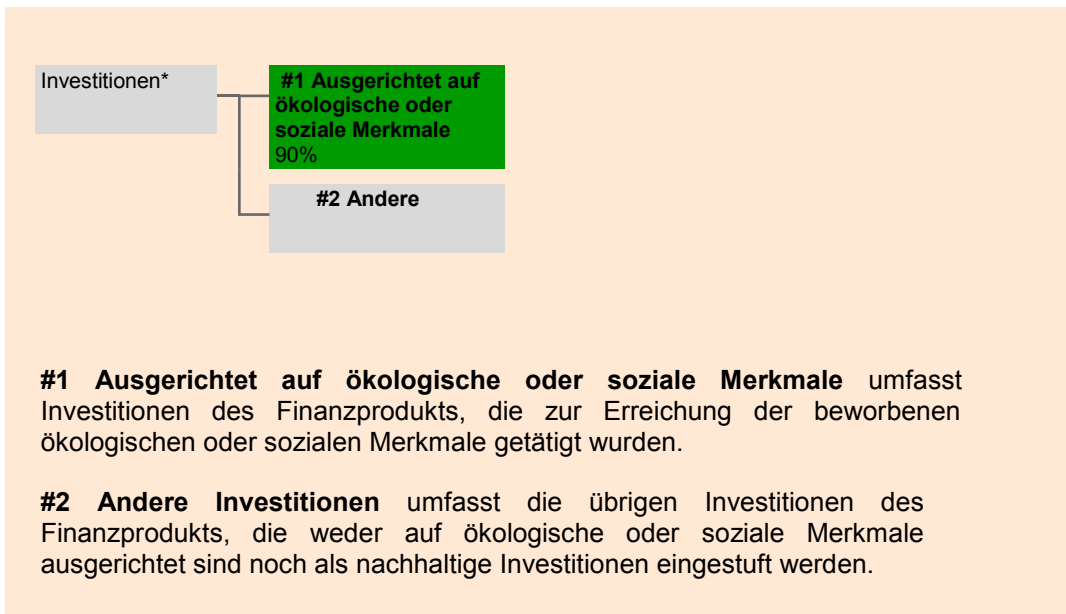 Investitionen*
#1 Ausgerichtet auf
ökologische oder
soziale Merkmale
90%
#2 Andere
#1 Ausgerichtet auf ökologische oder soziale Merkmale umfasst
Investitionen des Finanzprodukts, die zur Erreichung der beworbenen
ökologischen oder sozialen Merkmale getätigt wurden.
#2 Andere Investitionen umfasst die übrigen Investitionen des
Finanzprodukts, die weder auf ökologische oder soziale Merkmale
ausgerichtet sind noch als nachhaltige Investitionen eingestuft werden.